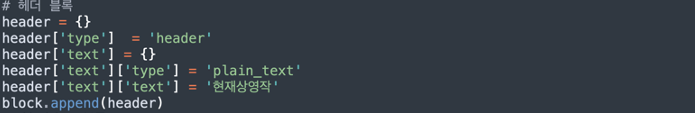 # 헤더 블록
header = {}
header['type']  = 'header'
header['text'] = {}
header['text']['type'] = 'plain_text'
header['text']['text'] = '현재상영작'
block.append(header)